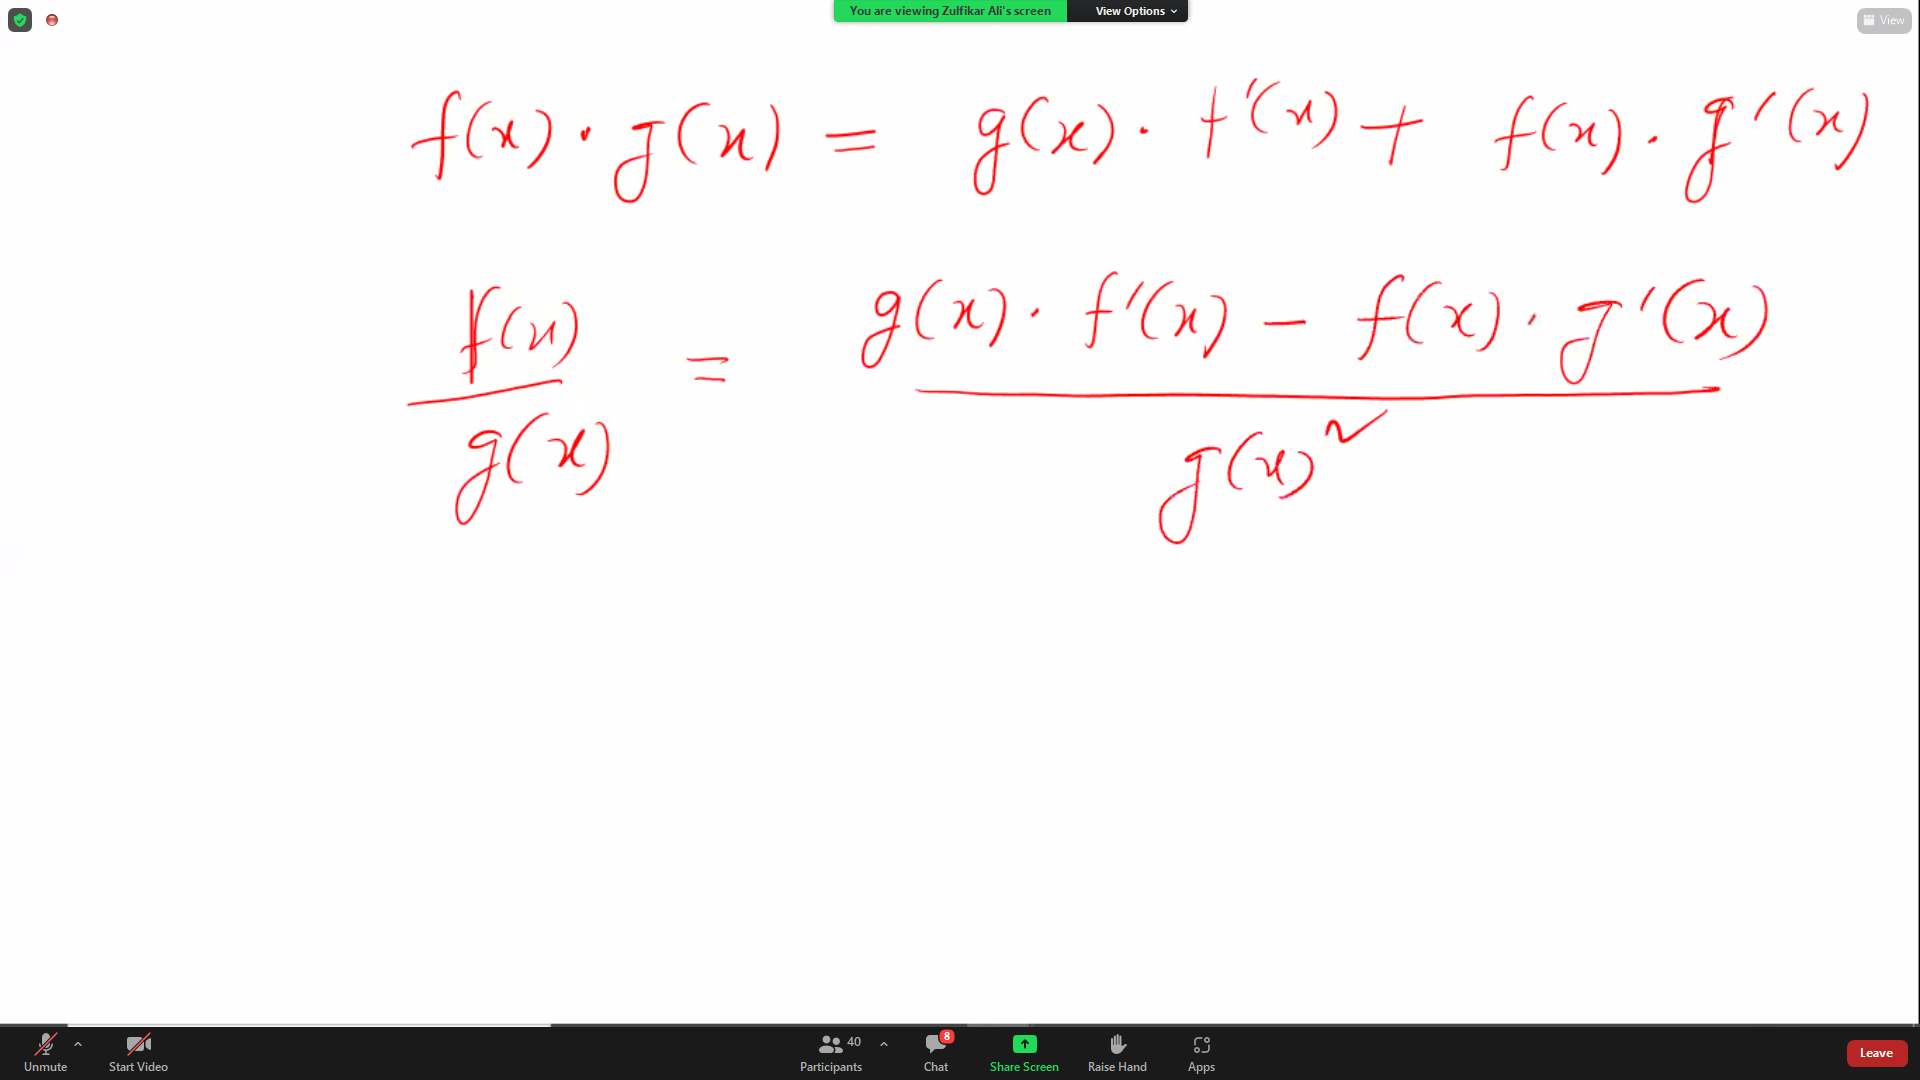 You are viewing Zulfikar Ali's screen View Options
View
f(x) · g(x) = g(x) · f'(x) + f(x) · g'(x)
f(x) / g(x) = g(x) · f'(x) - f(x) · g'(x) / g(x)²
Unmute Start Video 40 Participants 8 Chat Share Screen Raise Hand Apps Leave